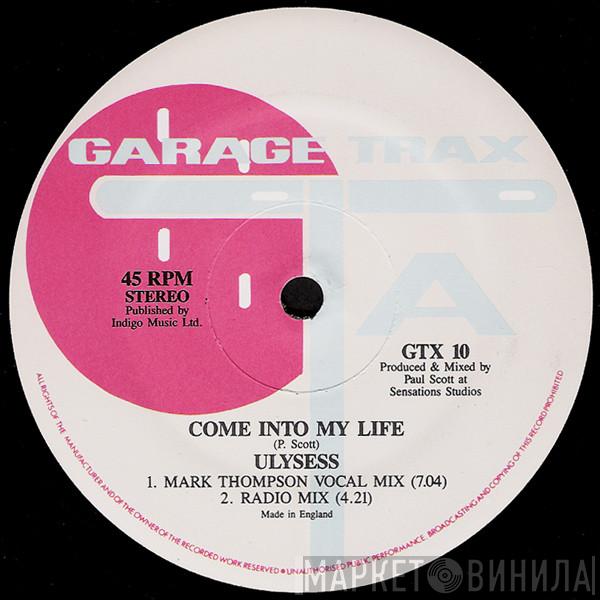 GARAGE TRAX
A
45 RPM
STEREO
Published by
Indigo Music Ltd.
GTX 10
Produced & Mixed by
Paul Scott at
Sensations Studios
COME INTO MY LIFE
(P. Scott)
ULYSESS
1. MARK THOMPSON VOCAL MIX (7.04)
2. RADIO MIX (4.21)
Made in England
ALL RIGHTS OF THE MANUFACTURER AND OF THE OWNER OF THE RECORDED WORK RESERVED • UNAUTHORISED PUBLIC PERFORMANCE, BROADCASTING AND COPYING OF THIS RECORD PROHIBITED
МАРКЕТ ВИНИЛА